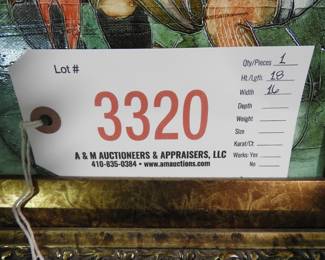 Lot #
3320
A & M AUCTIONEERS & APPRAISERS, LLC
410-835-0384 • www.amauctions.com
Qty/Pieces 1
Ht./Lgth. 18
Width 16
Depth
Weight
Size
Karat/Ct
Works: Yes
No